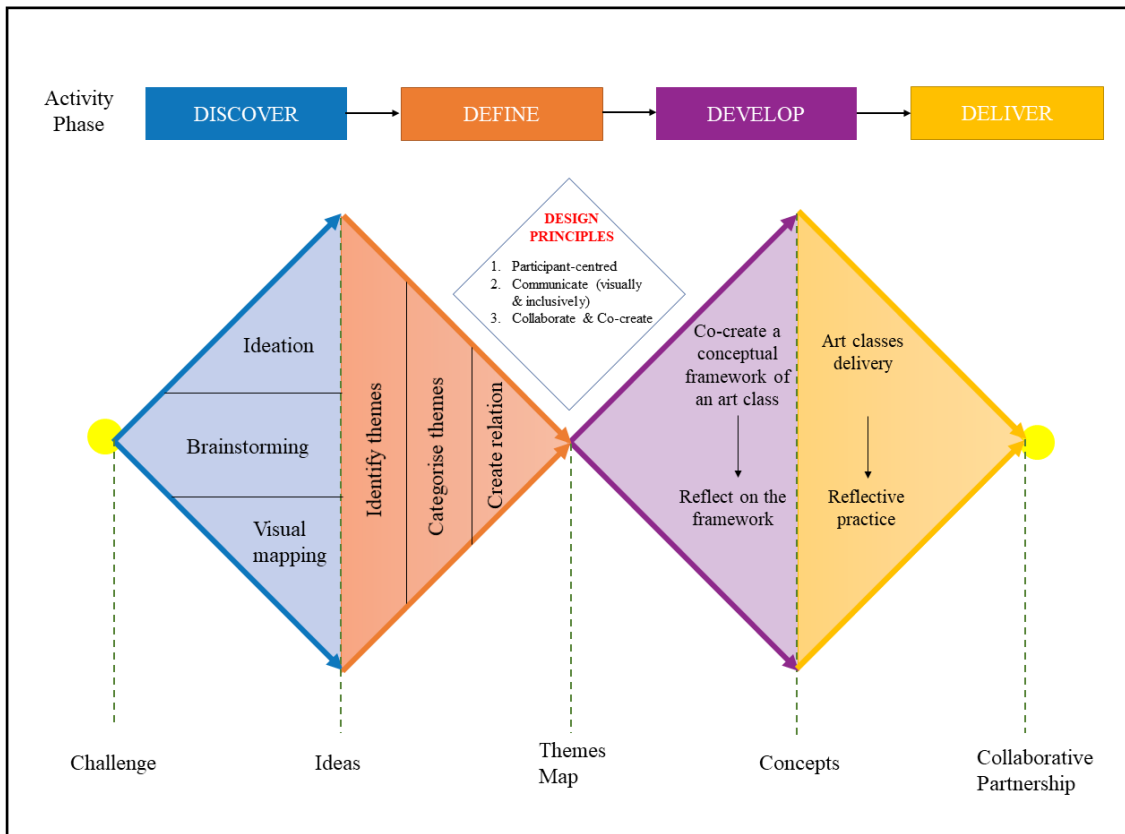 Activity
Phase
DISCOVER
DEFINE
DEVELOP
DELIVER
DESIGN
PRINCIPLES
1. Participant-centred
2. Communicate (visually
& inclusively)
3. Collaborate & Co-create
Ideation
Brainstorming
Visual
mapping
Identify themes
Categorise themes
Create relation
Co-create a
conceptual
framework of
an art class
Reflect on the
framework
Art classes
delivery
Reflective
practice
Challenge
Ideas
Themes
Map
Concepts
Collaborative
Partnership